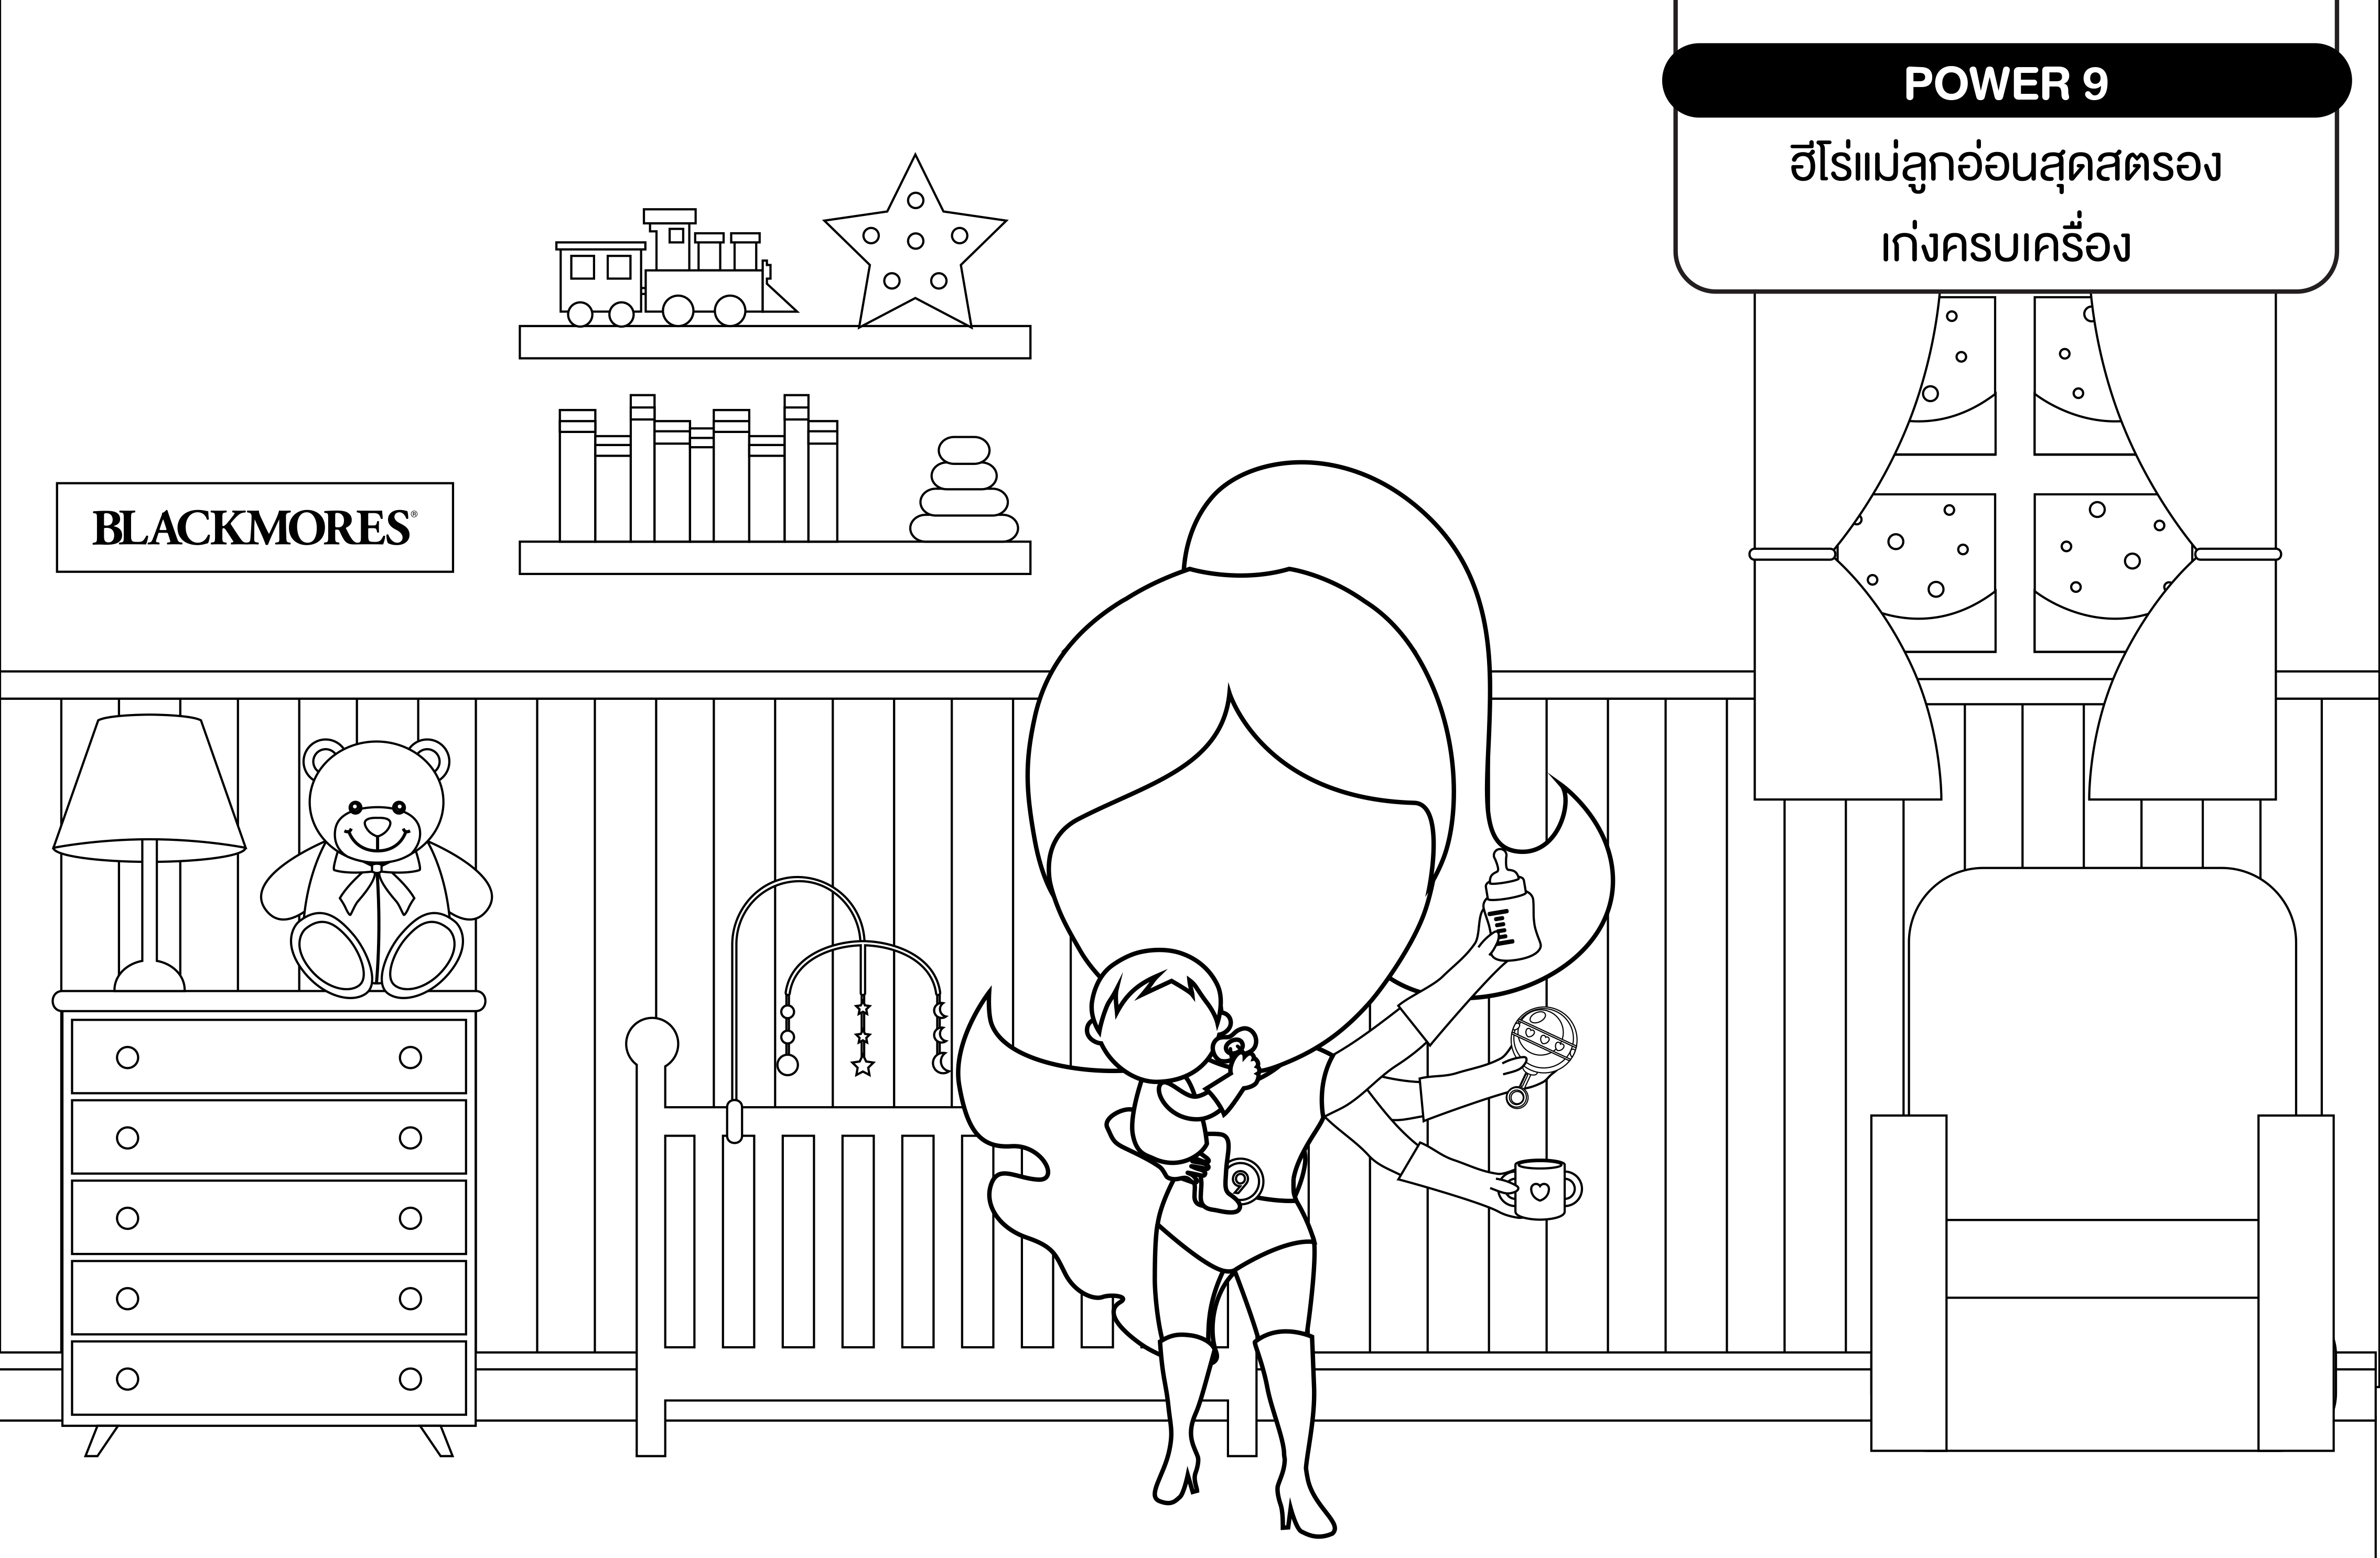 POWER 9
ฮีโร่แม่ลูกอ่อนสุดสตรอง
เก่งครบเครื่อง
BLACKMORES®
9